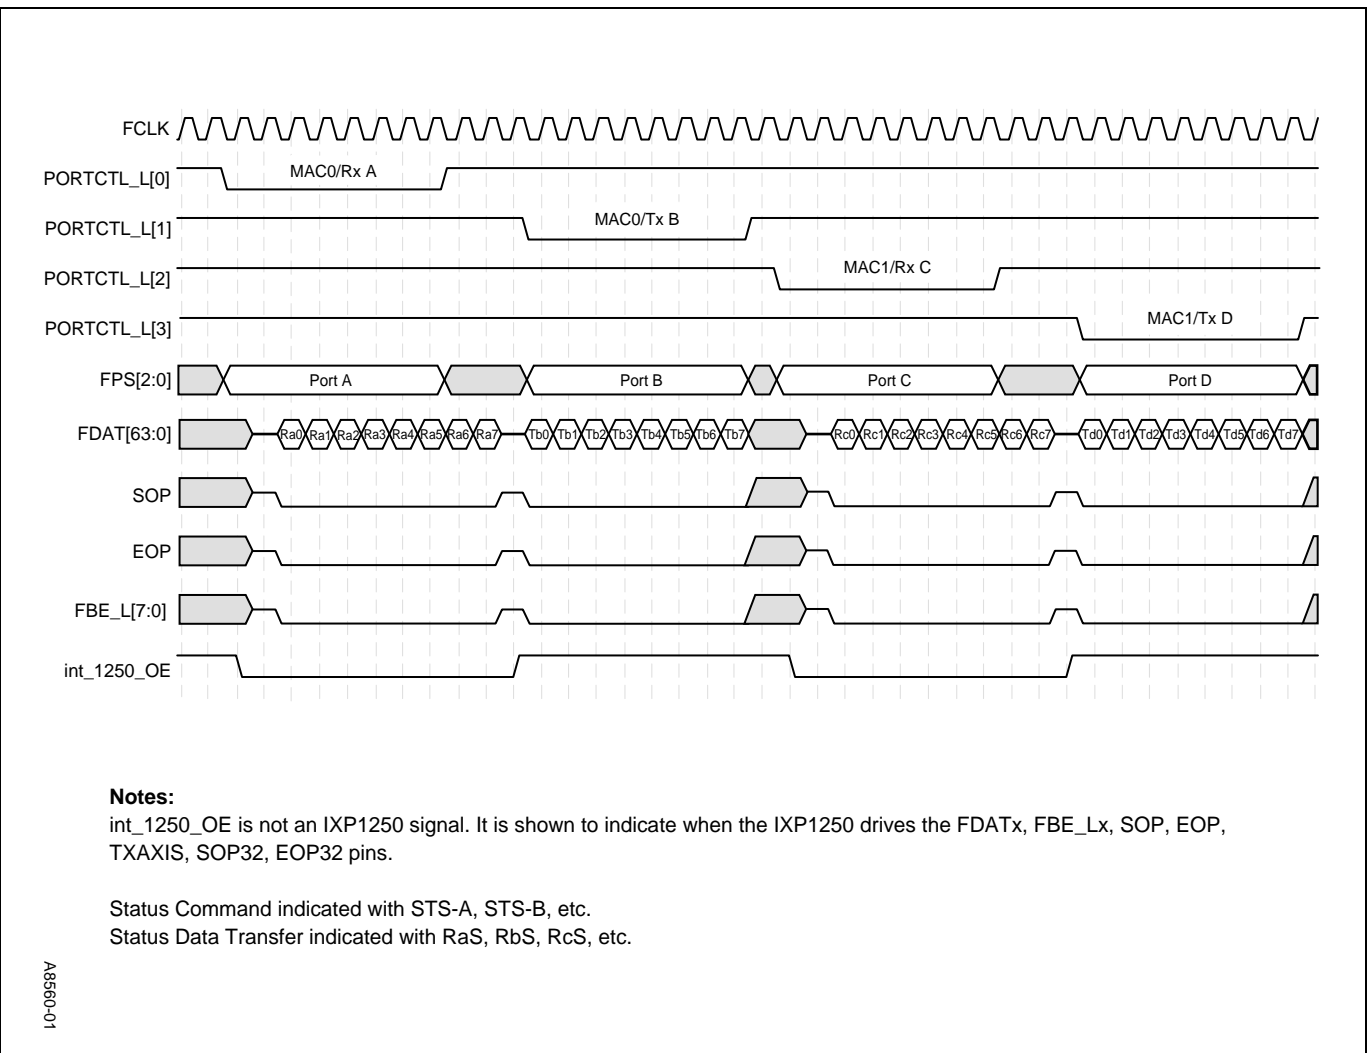 FCLK
PORTCTL_L[0] MAC0/Rx A
PORTCTL_L[1] MAC0/Tx B
PORTCTL_L[2] MAC1/Rx C
PORTCTL_L[3] MAC1/Tx D
FPS[2:0] Port A Port B Port C Port D
FDAT[63:0] Ra0 Ra1 Ra2 Ra3 Ra4 Ra5 Ra6 Ra7 Tb0 Tb1 Tb2 Tb3 Tb4 Tb5 Tb6 Tb7 Rc0 Rc1 Rc2 Rc3 Rc4 Rc5 Rc6 Rc7 Td0 Td1 Td2 Td3 Td4 Td5 Td6 Td7
SOP
EOP
FBE_L[7:0]
int_1250_OE
Notes:
int_1250_OE is not an IXP1250 signal. It is shown to indicate when the IXP1250 drives the FDATx, FBE_Lx, SOP, EOP,
TXAXIS, SOP32, EOP32 pins.
Status Command indicated with STS-A, STS-B, etc.
Status Data Transfer indicated with RaS, RbS, RcS, etc.
A8560-01